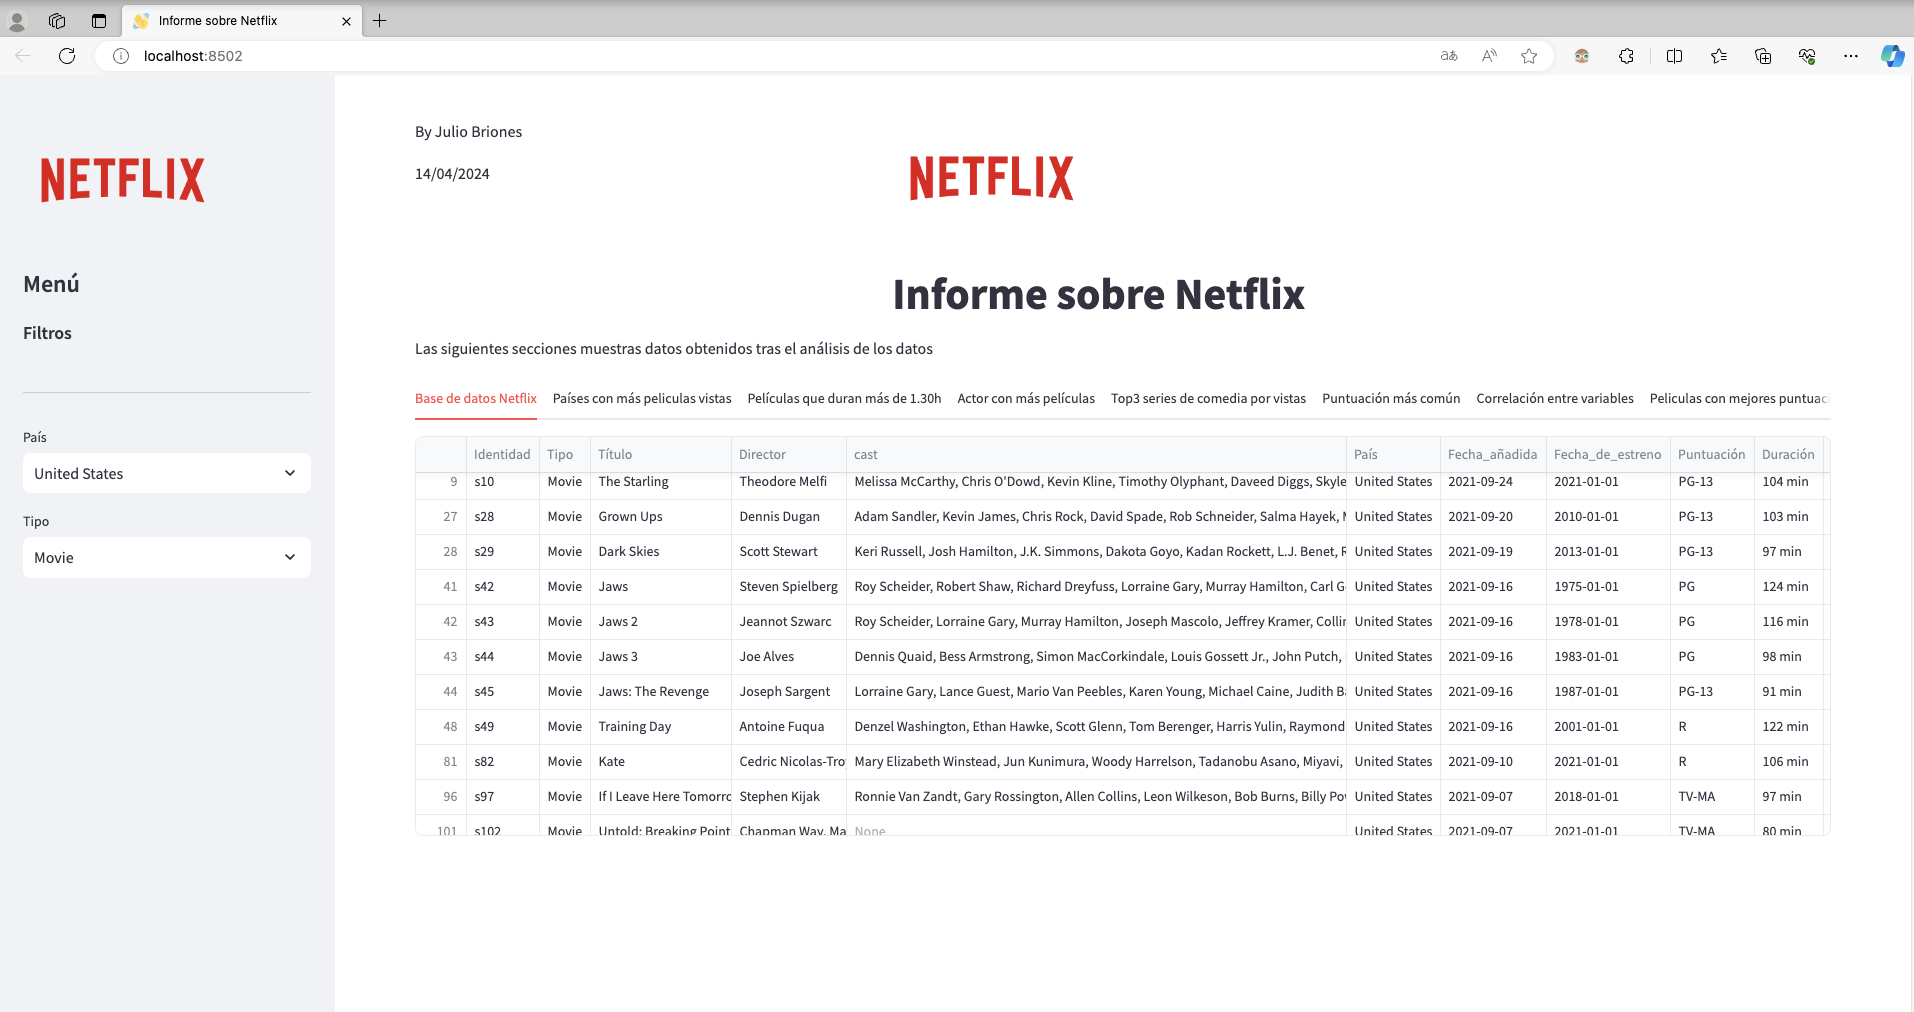 Informe sobre Netflix
localhost:8502
NETFLIX
Menú
Filtros
País
United States
Tipo
Movie
By Julio Briones
14/04/2024
NETFLIX
Informe sobre Netflix
Las siguientes secciones muestras datos obtenidos tras el análisis de los datos
Base de datos Netflix Países con más peliculas vistas Películas que duran más de 1.30h Actor con más películas Top3 series de comedia por vistas Puntuación más común Correlación entre variables Peliculas con mejores puntuac
Identidad Tipo Título Director cast País Fecha_añadida Fecha_de_estreno Puntuación Duración
9 s10 Movie The Starling Theodore Melfi Melissa McCarthy, Chris O'Dowd, Kevin Kline, Timothy Olyphant, Daveed Diggs, Skyle United States 2021-09-24 2021-01-01 PG-13 104 min
27 s28 Movie Grown Ups Dennis Dugan Adam Sandler, Kevin James, Chris Rock, David Spade, Rob Schneider, Salma Hayek, United States 2021-09-20 2010-01-01 PG-13 103 min
28 s29 Movie Dark Skies Scott Stewart Keri Russell, Josh Hamilton, J.K. Simmons, Dakota Goyo, Kadan Rockett, L.J. Benet, United States 2021-09-19 2013-01-01 PG-13 97 min
41 s42 Movie Jaws Steven Spielberg Roy Scheider, Robert Shaw, Richard Dreyfuss, Lorraine Gary, Murray Hamilton, Carl G United States 2021-09-16 1975-01-01 PG 124 min
42 s43 Movie Jaws 2 Jeannot Szwarc Roy Scheider, Lorraine Gary, Murray Hamilton, Joseph Mascolo, Jeffrey Kramer, Collin United States 2021-09-16 1978-01-01 PG 116 min
43 s44 Movie Jaws 3 Joe Alves Dennis Quaid, Bess Armstrong, Simon MacCorkindale, Louis Gossett Jr., John Putch, United States 2021-09-16 1983-01-01 PG 98 min
44 s45 Movie Jaws: The Revenge Joseph Sargent Lorraine Gary, Lance Guest, Mario Van Peebles, Karen Young, Michael Caine, Judith Ba United States 2021-09-16 1987-01-01 PG-13 91 min
48 s49 Movie Training Day Antoine Fuqua Denzel Washington, Ethan Hawke, Scott Glenn, Tom Berenger, Harris Yulin, Raymond United States 2021-09-16 2001-01-01 R 122 min
81 s82 Movie Kate Cedric Nicolas-Tro Mary Elizabeth Winstead, Jun Kunimura, Woody Harrelson, Tadanobu Asano, Miyavi, United States 2021-09-10 2021-01-01 R 106 min
96 s97 Movie If I Leave Here Tomorro Stephen Kijak Ronnie Van Zandt, Gary Rossington, Allen Collins, Leon Wilkeson, Bob Burns, Billy Po United States 2021-09-07 2018-01-01 TV-MA 97 min
101 s102 Movie Untold: Breaking Point Chapman Way, Ma None United States 2021-09-07 2021-01-01 TV-MA 80 min